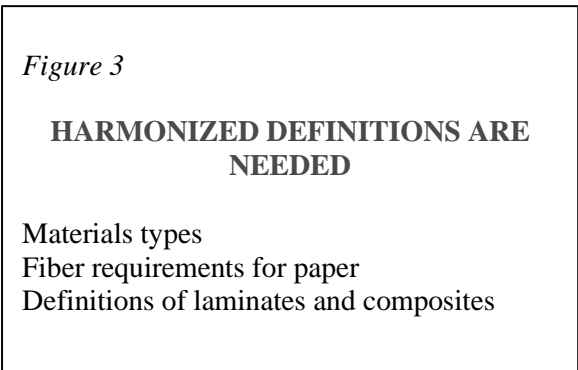 Figure 3
HARMONIZED DEFINITIONS ARE
NEEDED
Materials types
Fiber requirements for paper
Definitions of laminates and composites